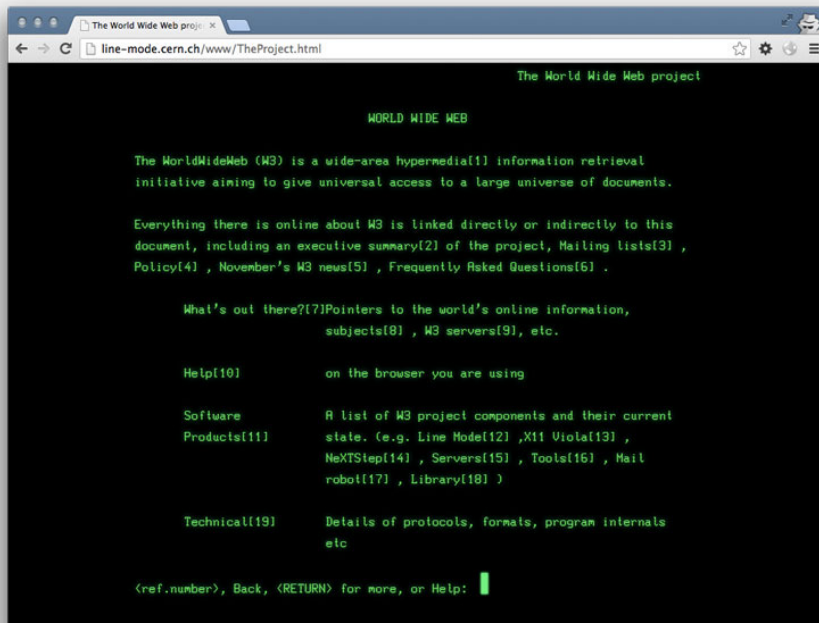 The World Wide Web proje
line-mode.cern.ch/www/TheProject.html
The World Wide Web project
WORLD WIDE WEB
The WorldWideWeb (W3) is a wide-area hypermedia[1] information retrieval
initiative aiming to give universal access to a large universe of documents.
Everything there is online about W3 is linked directly or indirectly to this
document, including an executive summary[2] of the project, Mailing lists[3] ,
Policy[4] , November's W3 news[5] , Frequently Asked Questions[6] .
What's out there?[7]Pointers to the world's online information,
subjects[8] , W3 servers[9], etc.
Help[10] on the browser you are using
Software A list of W3 project components and their current
Products[11] state. (e.g. Line Mode[12] ,X11 Viola[13] ,
NeXTStep[14] , Servers[15] , Tools[16] , Mail
robot[17] , Library[18] )
Technical[19] Details of protocols, formats, program internals
etc
<ref.number>, Back, <RETURN> for more, or Help: